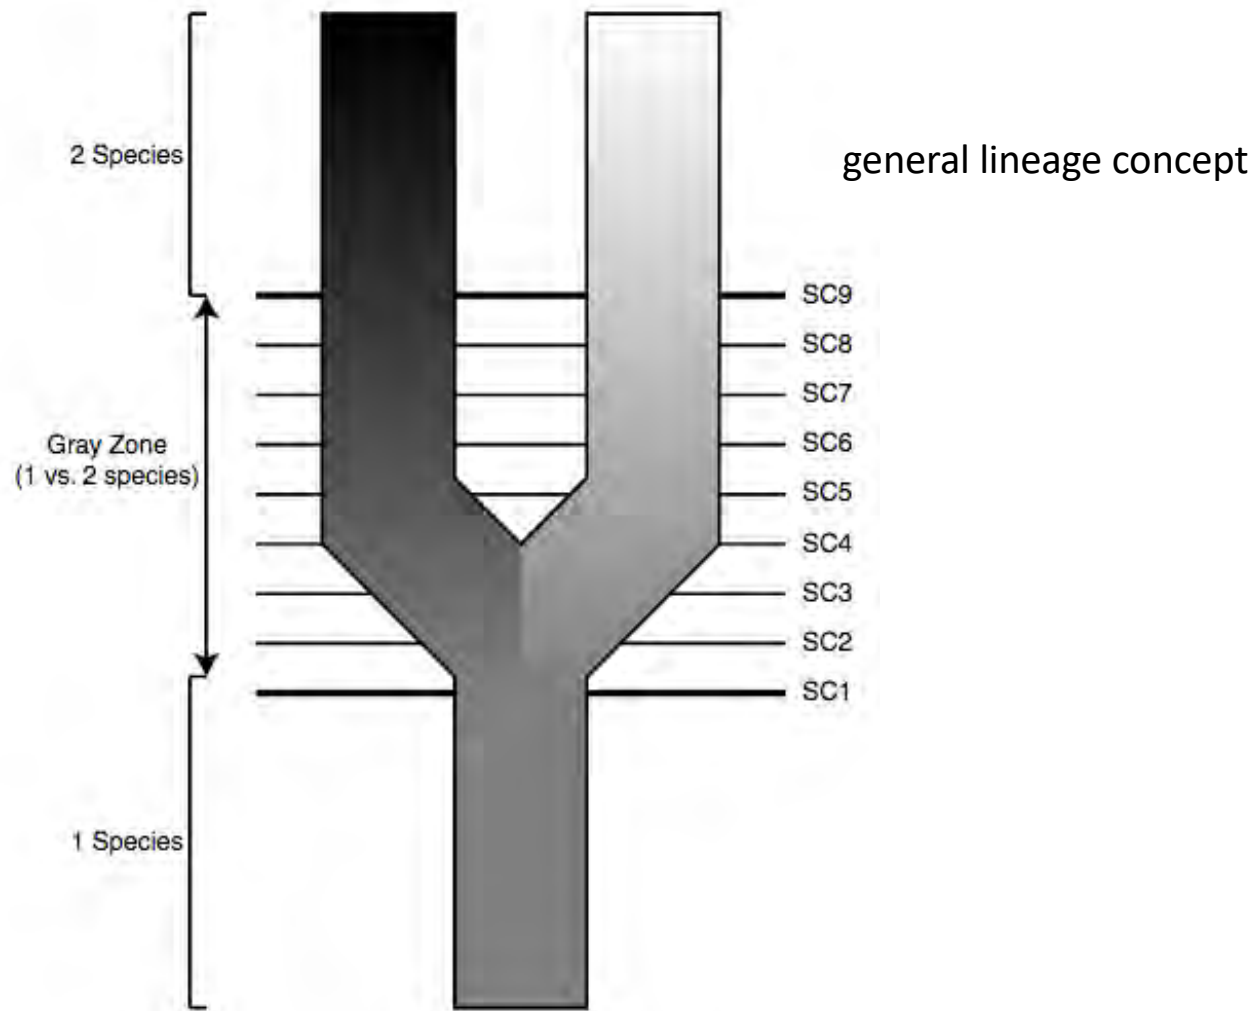 2 Species
general lineage concept
SC9
SC8
SC7
Gray Zone
(1 vs. 2 species)
SC6
SC5
SC4
SC3
SC2
SC1
1 Species